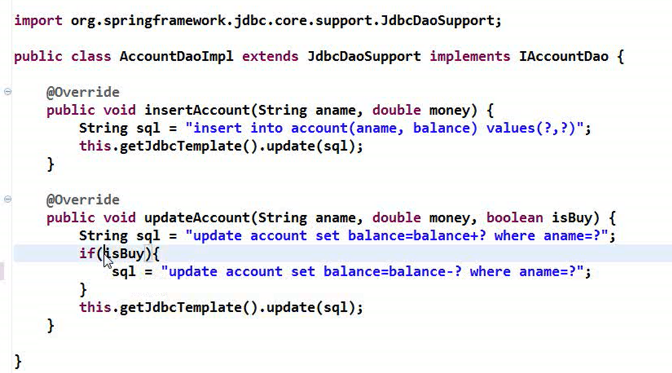 import org.springframework.jdbc.core.support.JdbcDaoSupport;
public class AccountDaoImpl extends JdbcDaoSupport implements IAccountDao {
@Override
public void insertAccount(String aname, double money) {
String sql = "insert into account(aname, balance) values(?,?)";
this.getJdbcTemplate().update(sql);
}
@Override
public void updateAccount(String aname, double money, boolean isBuy) {
String sql = "update account set balance=balance+? where aname=?";
if(isBuy){
sql = "update account set balance=balance-? where aname=?";
}
this.getJdbcTemplate().update(sql);
}
}